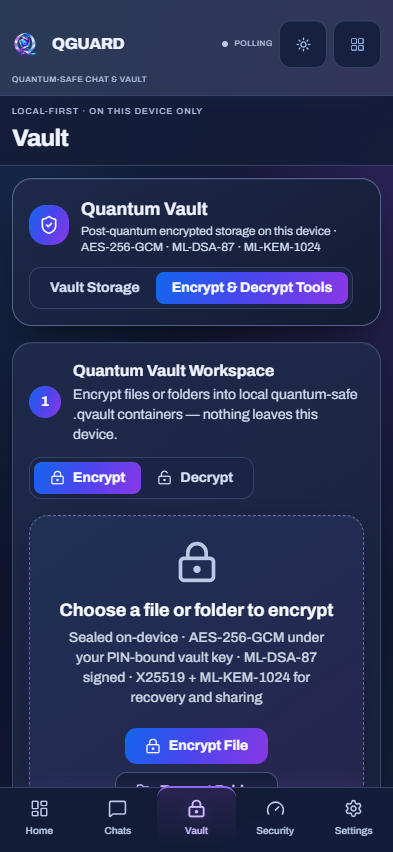 QGUARD
POLLING
QUANTUM-SAFE CHAT & VAULT
LOCAL-FIRST · ON THIS DEVICE ONLY
Vault
Quantum Vault
Post-quantum encrypted storage on this device ·
AES-256-GCM · ML-DSA-87 · ML-KEM-1024
Vault Storage
Encrypt & Decrypt Tools
1
Quantum Vault Workspace
Encrypt files or folders into local quantum-safe
.qvault containers — nothing leaves this
device.
Encrypt
Decrypt
Choose a file or folder to encrypt
Sealed on-device · AES-256-GCM under
your PIN-bound vault key · ML-DSA-87
signed · X25519 + ML-KEM-1024 for
recovery and sharing
Encrypt File
Home
Chats
Vault
Security
Settings